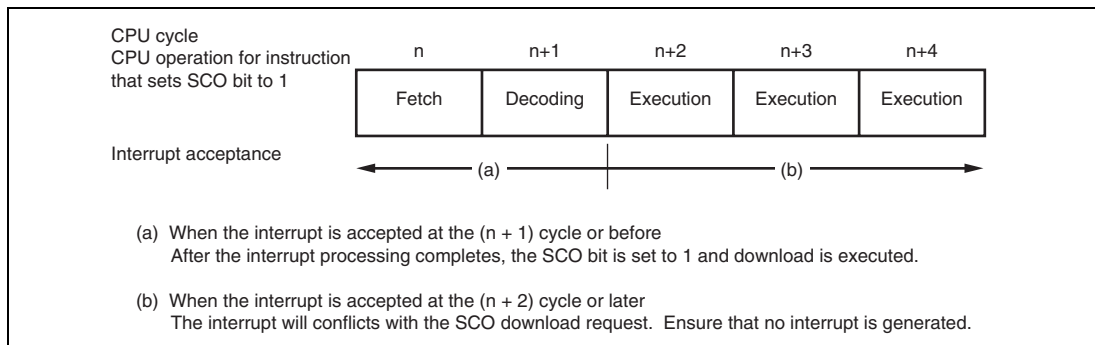 CPU cycle
CPU operation for instruction
that sets SCO bit to 1
n n+1 n+2 n+3 n+4
Fetch Decoding Execution Execution Execution
Interrupt acceptance
(a) (b)
(a) When the interrupt is accepted at the (n + 1) cycle or before
After the interrupt processing completes, the SCO bit is set to 1 and download is executed.
(b) When the interrupt is accepted at the (n + 2) cycle or later
The interrupt will conflicts with the SCO download request. Ensure that no interrupt is generated.